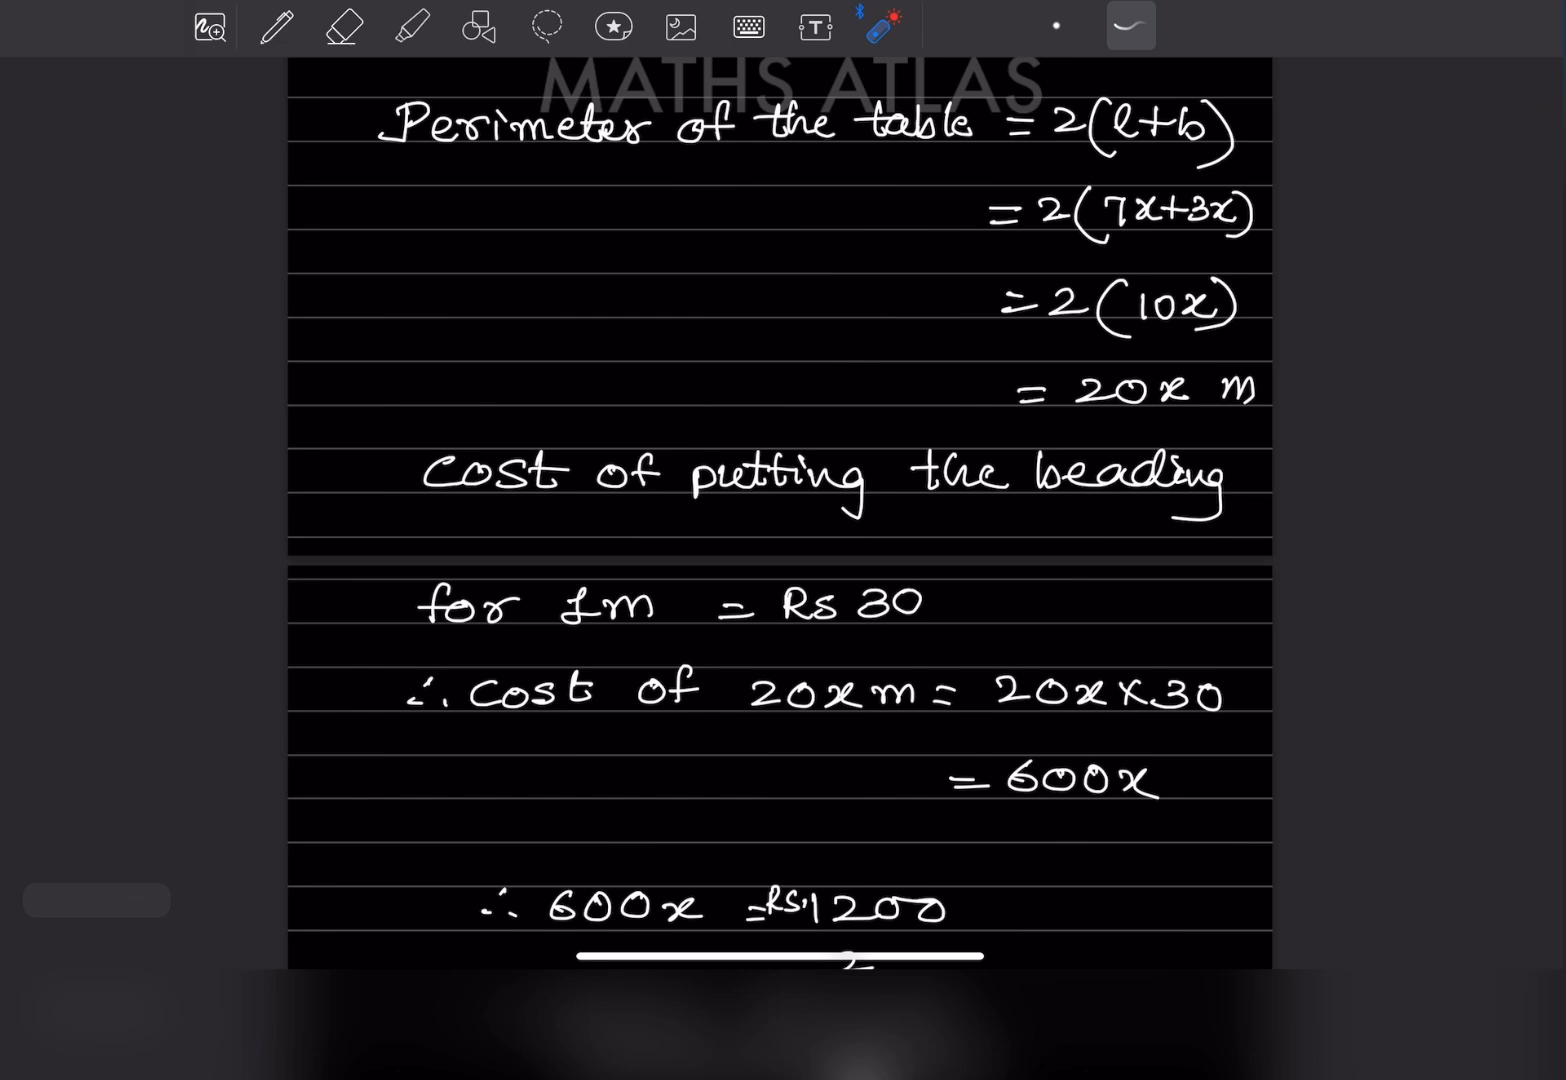 MATHS ATLAS
Perimeter of the table = 2(l+b)
= 2(7x+3x)
= 2(10x)
= 20x m
cost of putting the beading
for 1m = Rs 30
∴ cost of 20x m = 20x × 30
= 600x
∴ 600x = Rs. 1200